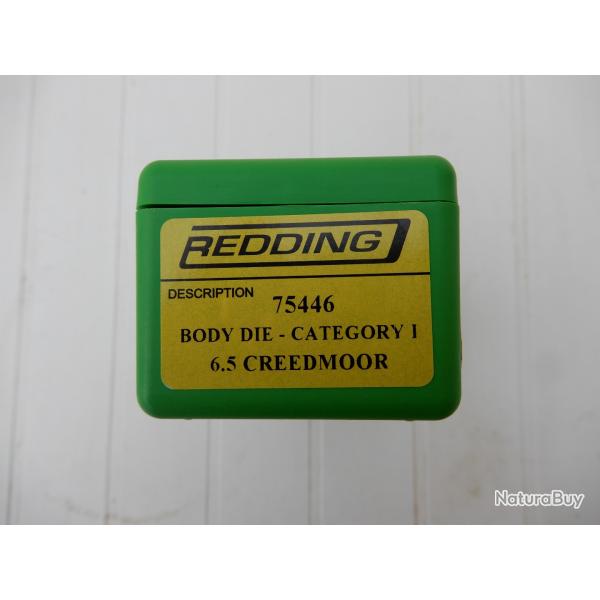 REDDING
DESCRIPTION 75446
BODY DIE - CATEGORY I
6.5 CREEDMOOR
NaturaBuy